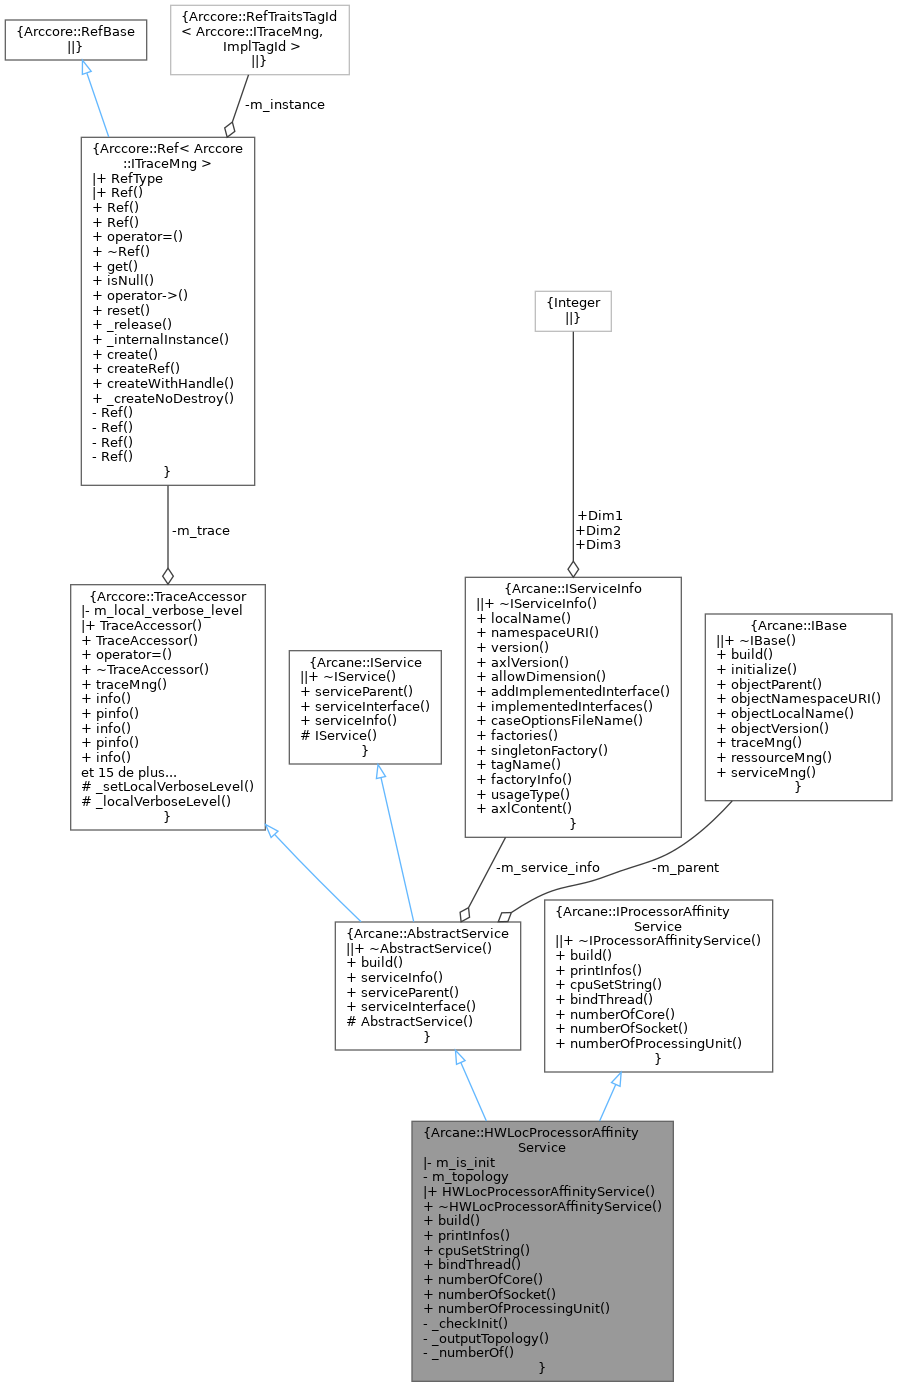 {Arccore::RefBase
||}
{Arccore::RefTraitsTagId
< Arccore::ITraceMng,
ImplTagId >
||}
-m_instance
{Arccore::Ref< Arccore
::ITraceMng >
|+ RefType
|+ Ref()
+ Ref()
+ Ref()
+ operator=()
+ ~Ref()
+ get()
+ isNull()
+ operator->()
+ reset()
+ _release()
+ _internalInstance()
+ create()
+ createRef()
+ createWithHandle()
+ _createNoDestroy()
- Ref()
- Ref()
- Ref()
- Ref()
}
{Integer
||}
-m_trace
+Dim1
+Dim2
+Dim3
{Arccore::TraceAccessor
|- m_local_verbose_level
|+ TraceAccessor()
+ TraceAccessor()
+ operator=()
+ ~TraceAccessor()
+ traceMng()
+ info()
+ pinfo()
+ info()
+ pinfo()
+ info()
et 15 de plus...
# _setLocalVerboseLevel()
# _localVerboseLevel()
}
{Arcane::IService
||+ ~IService()
+ serviceParent()
+ serviceInterface()
+ serviceInfo()
# IService()
}
{Arcane::IServiceInfo
||+ ~IServiceInfo()
+ localName()
+ namespaceURI()
+ version()
+ axlVersion()
+ allowDimension()
+ addImplementedInterface()
+ implementedInterfaces()
+ caseOptionsFileName()
+ factories()
+ singletonFactory()
+ tagName()
+ factoryInfo()
+ usageType()
+ axlContent()
}
{Arcane::IBase
||+ ~IBase()
+ build()
+ initialize()
+ objectParent()
+ objectNamespaceURI()
+ objectLocalName()
+ objectVersion()
+ traceMng()
+ ressourceMng()
+ serviceMng()
}
-m_service_info
-m_parent
{Arcane::AbstractService
||+ ~AbstractService()
+ build()
+ serviceInfo()
+ serviceParent()
+ serviceInterface()
# AbstractService()
}
{Arcane::IProcessorAffinity
Service
||+ ~IProcessorAffinityService()
+ build()
+ printInfos()
+ cpuSetString()
+ bindThread()
+ numberOfCore()
+ numberOfSocket()
+ numberOfProcessingUnit()
}
{Arcane::HWLocProcessorAffinity
Service
|- m_is_init
- m_topology
|+ HWLocProcessorAffinityService()
+ ~HWLocProcessorAffinityService()
+ build()
+ printInfos()
+ cpuSetString()
+ bindThread()
+ numberOfCore()
+ numberOfSocket()
+ numberOfProcessingUnit()
- _checkInit()
- _outputTopology()
- _numberOf()
}